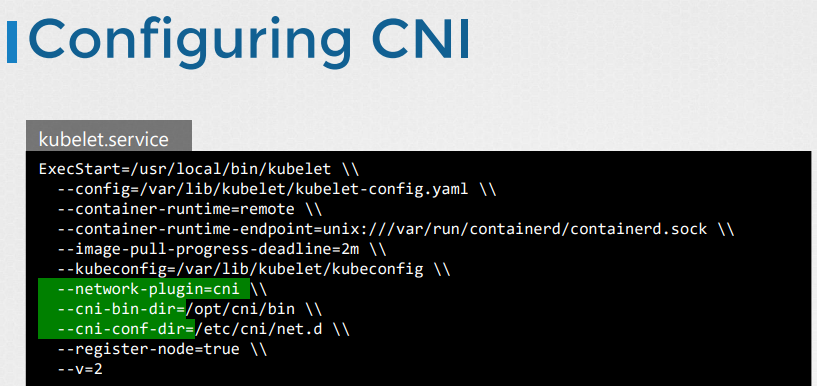 Configuring CNI
kubelet.service
ExecStart=/usr/local/bin/kubelet \\
--config=/var/lib/kubelet/kubelet-config.yaml \\
--container-runtime=remote \\
--container-runtime-endpoint=unix:///var/run/containerd/containerd.sock \\
--image-pull-progress-deadline=2m \\
--kubeconfig=/var/lib/kubelet/kubeconfig \\
--network-plugin=cni \\
--cni-bin-dir=/opt/cni/bin \\
--cni-conf-dir=/etc/cni/net.d \\
--register-node=true \\
--v=2